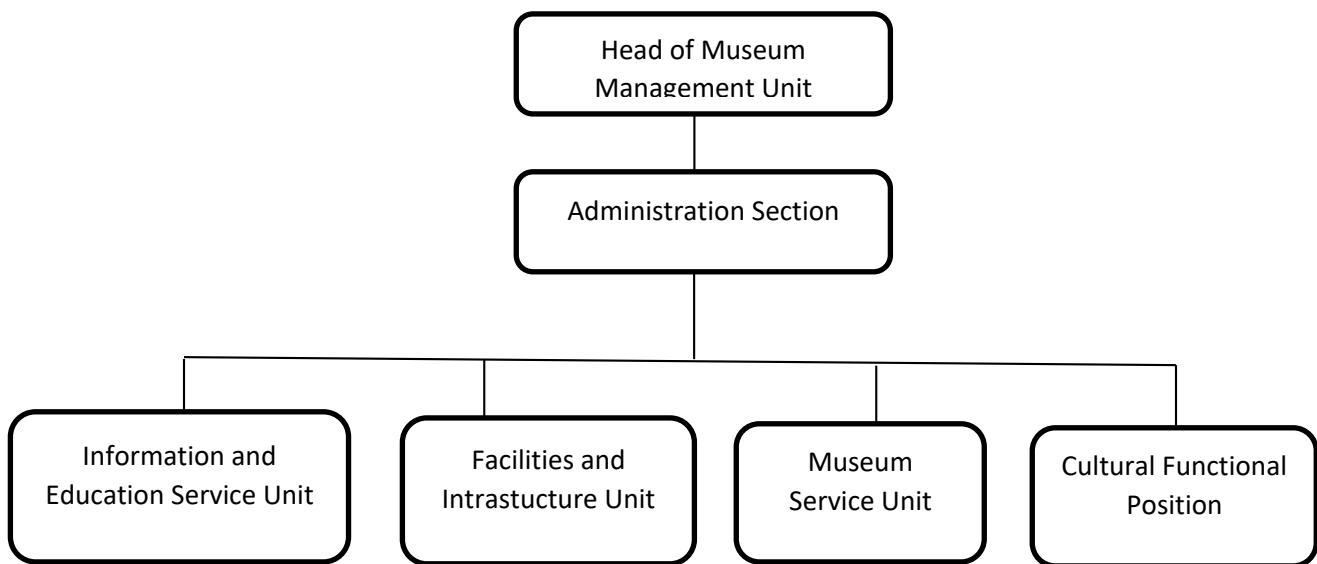 Head of Museum
Management Unit
Administration Section
Information and
Education Service Unit
Facilities and
Intrastucture Unit
Museum
Service Unit
Cultural Functional
Position